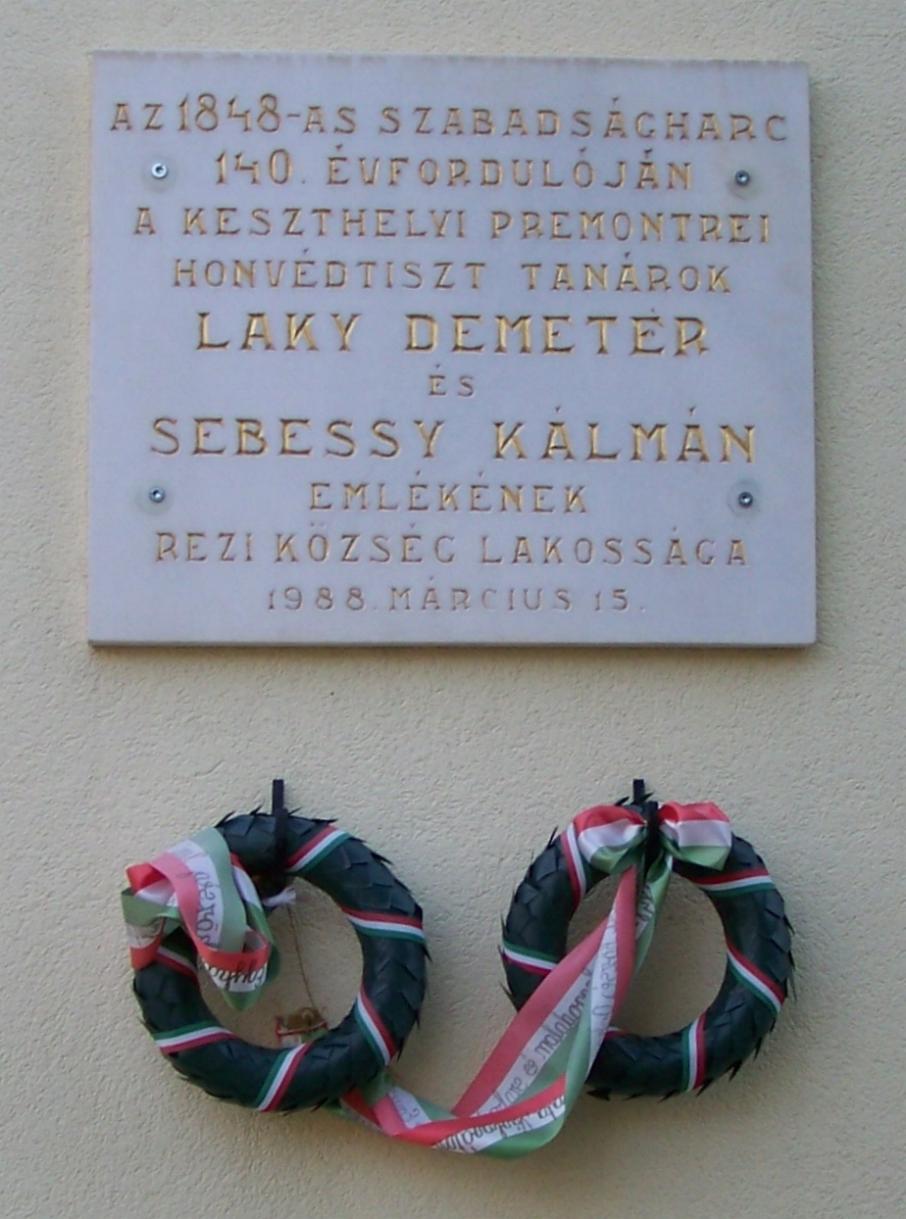 AZ 1848-AS SZABADSÁGHARC
140. ÉVFORDULÓJÁN
A KESZTHELYI PREMONTREI
HONVÉDTISZT TANÁROK
LAKY DEMETÉR
ÉS
SEBESSY KÁLMÁN
EMLÉKÉNEK
REZI KÖZSÉG LAKOSSÁGA
1988. MÁRCIUS 15.